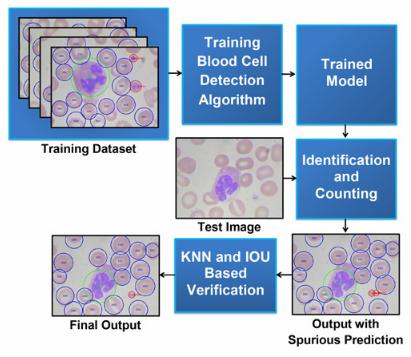 Training
Blood Cell
Detection
Algorithm
Trained
Model
Training Dataset
Identification
and
Counting
Test Image
KNN and IOU
Based
Verification
Final Output
Output with
Spurious Prediction